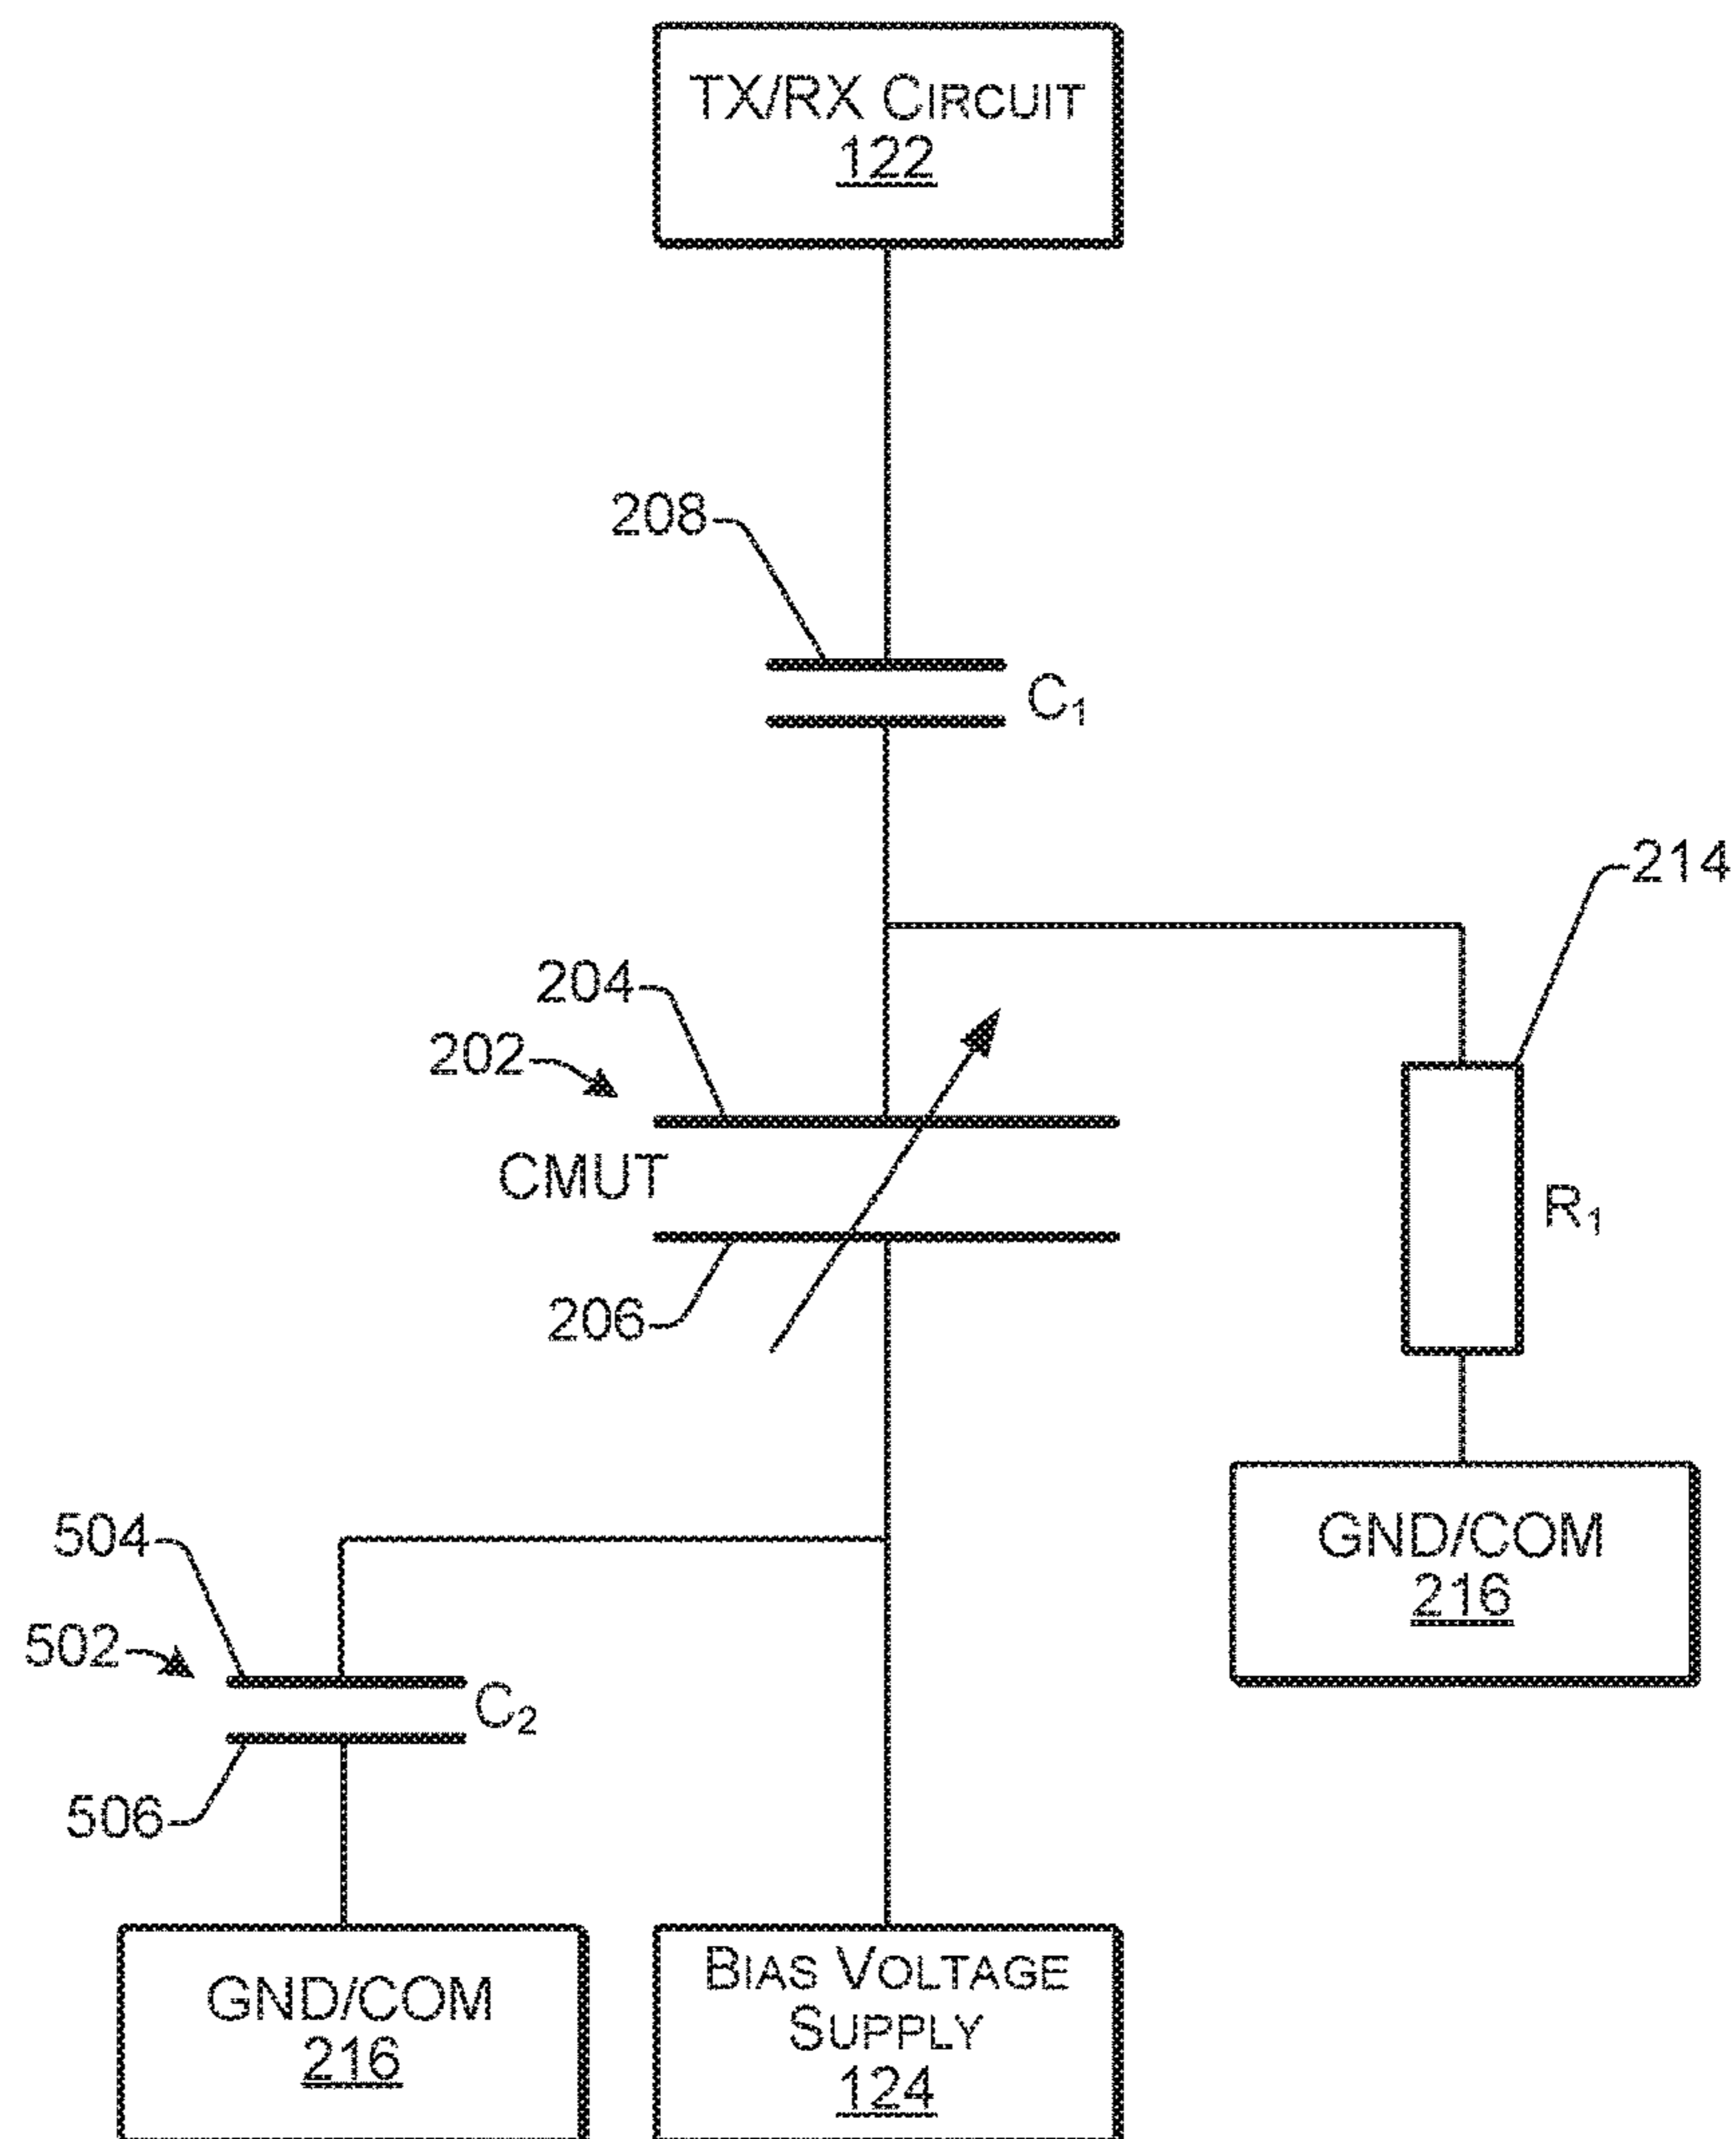 TX/RX CIRCUIT
122
208
C₁
214
204
202
CMUT
R₁
206
GND/COM
216
504
502
C₂
506
GND/COM
216
BIAS VOLTAGE
SUPPLY
124